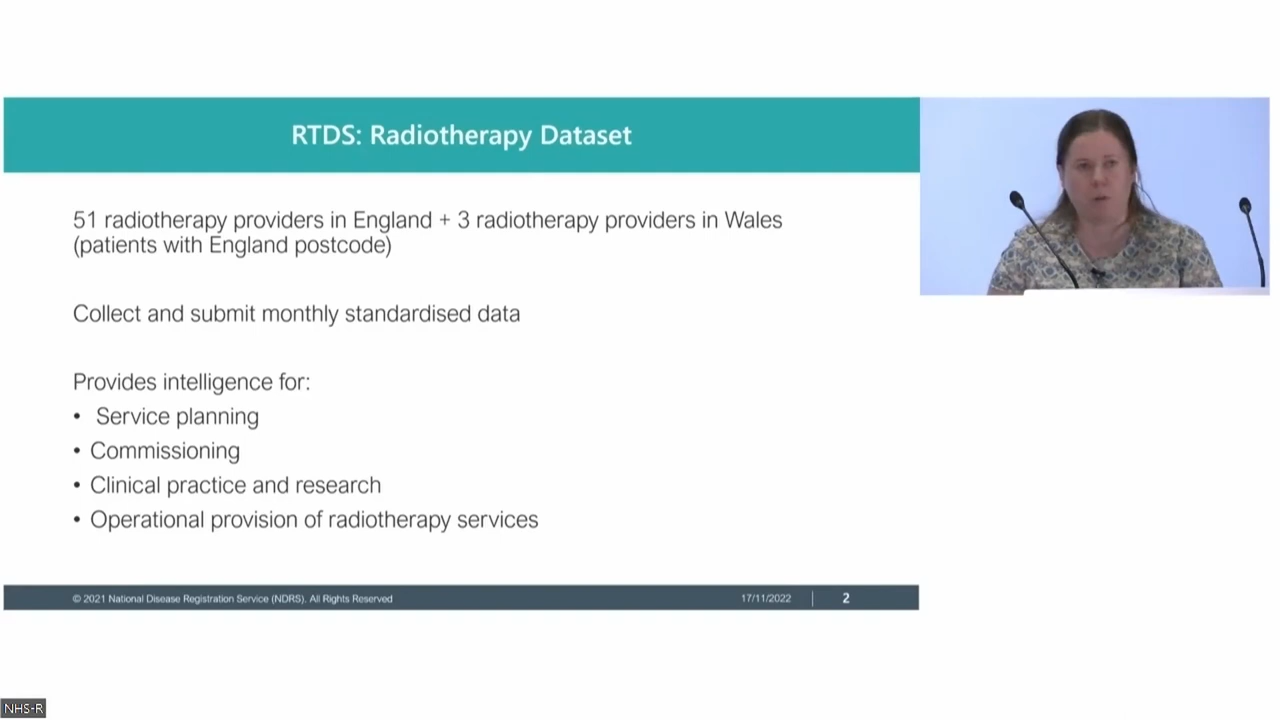 RTDS: Radiotherapy Dataset
51 radiotherapy providers in England + 3 radiotherapy providers in Wales
(patients with England postcode)
Collect and submit monthly standardised data
Provides intelligence for:
• Service planning
• Commissioning
• Clinical practice and research
• Operational provision of radiotherapy services
© 2021 National Disease Registration Service (NDRS). All Rights Reserved 17/11/2022 2
NHS-R